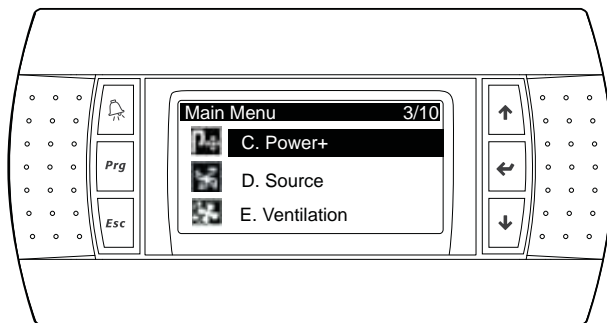 Main Menu 3/10
C. Power+
Prg
D. Source
Esc
E. Ventilation